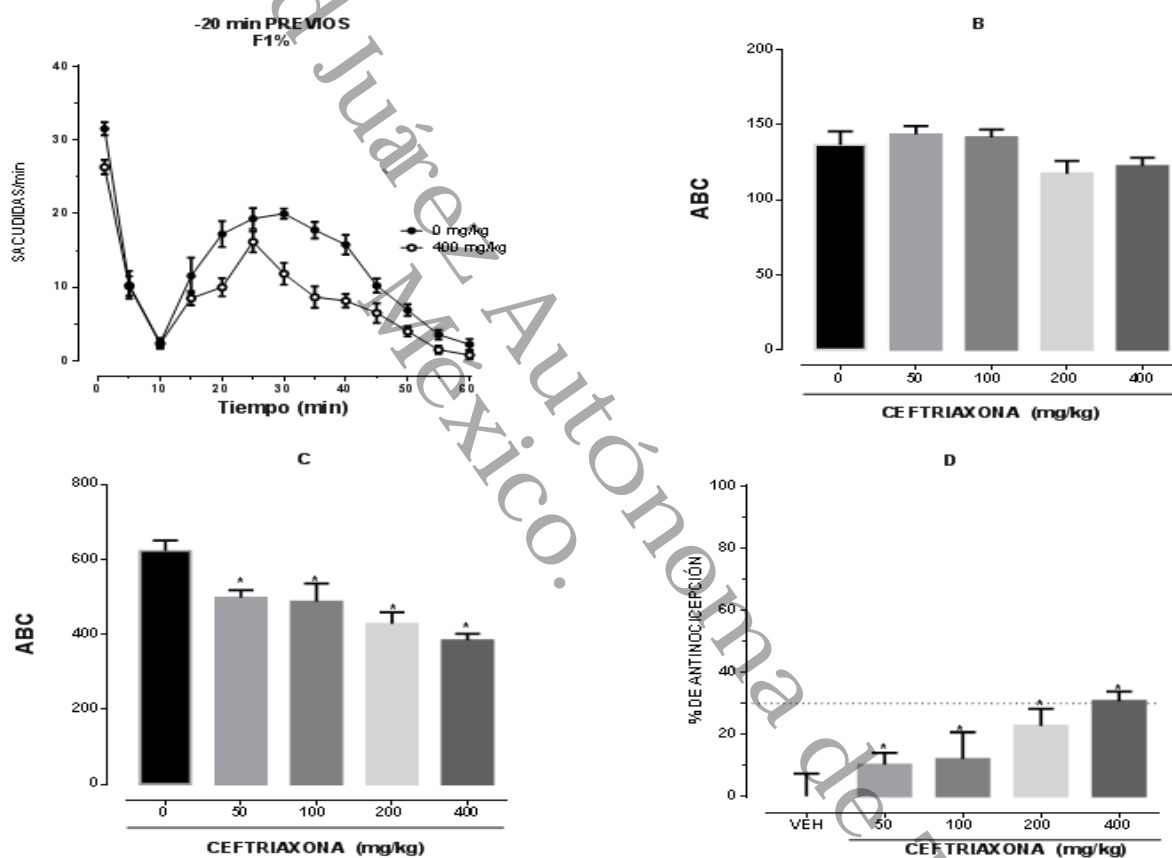 -20 min PREVIOS
F1%
40
30
20
10
0
SACUDIDAS/min
0 mg/kg
400 mg/kg
0 10 20 30 40 50 60
Tiempo (min)
B
200
150
100
50
0
ABC
0 50 100 200 400
CEFTRIAXONA (mg/kg)
C
800
600
400
200
0
ABC
* * * *
0 50 100 200 400
CEFTRIAXONA (mg/kg)
D
100
80
60
40
20
0
% DE ANTINOCICEPCIÓN
* * * *
VEH 50 100 200 400
CEFTRIAXONA (mg/kg)
Juárez Autónoma de
México.